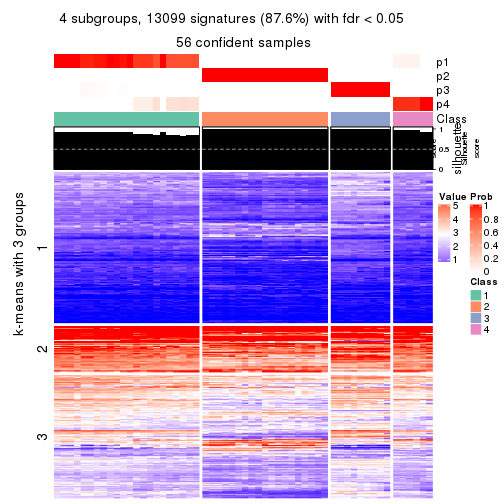 4 subgroups, 13099 signatures (87.6%) with fdr < 0.05
56 confident samples
p1
p2
p3
p4
Class
1
0.5
0
silhouette
Silhouette
score
k-means with 3 groups
1
2
3
Value
5
4
3
2
1
Prob
1
0.8
0.6
0.4
0.2
0
Class
1
2
3
4